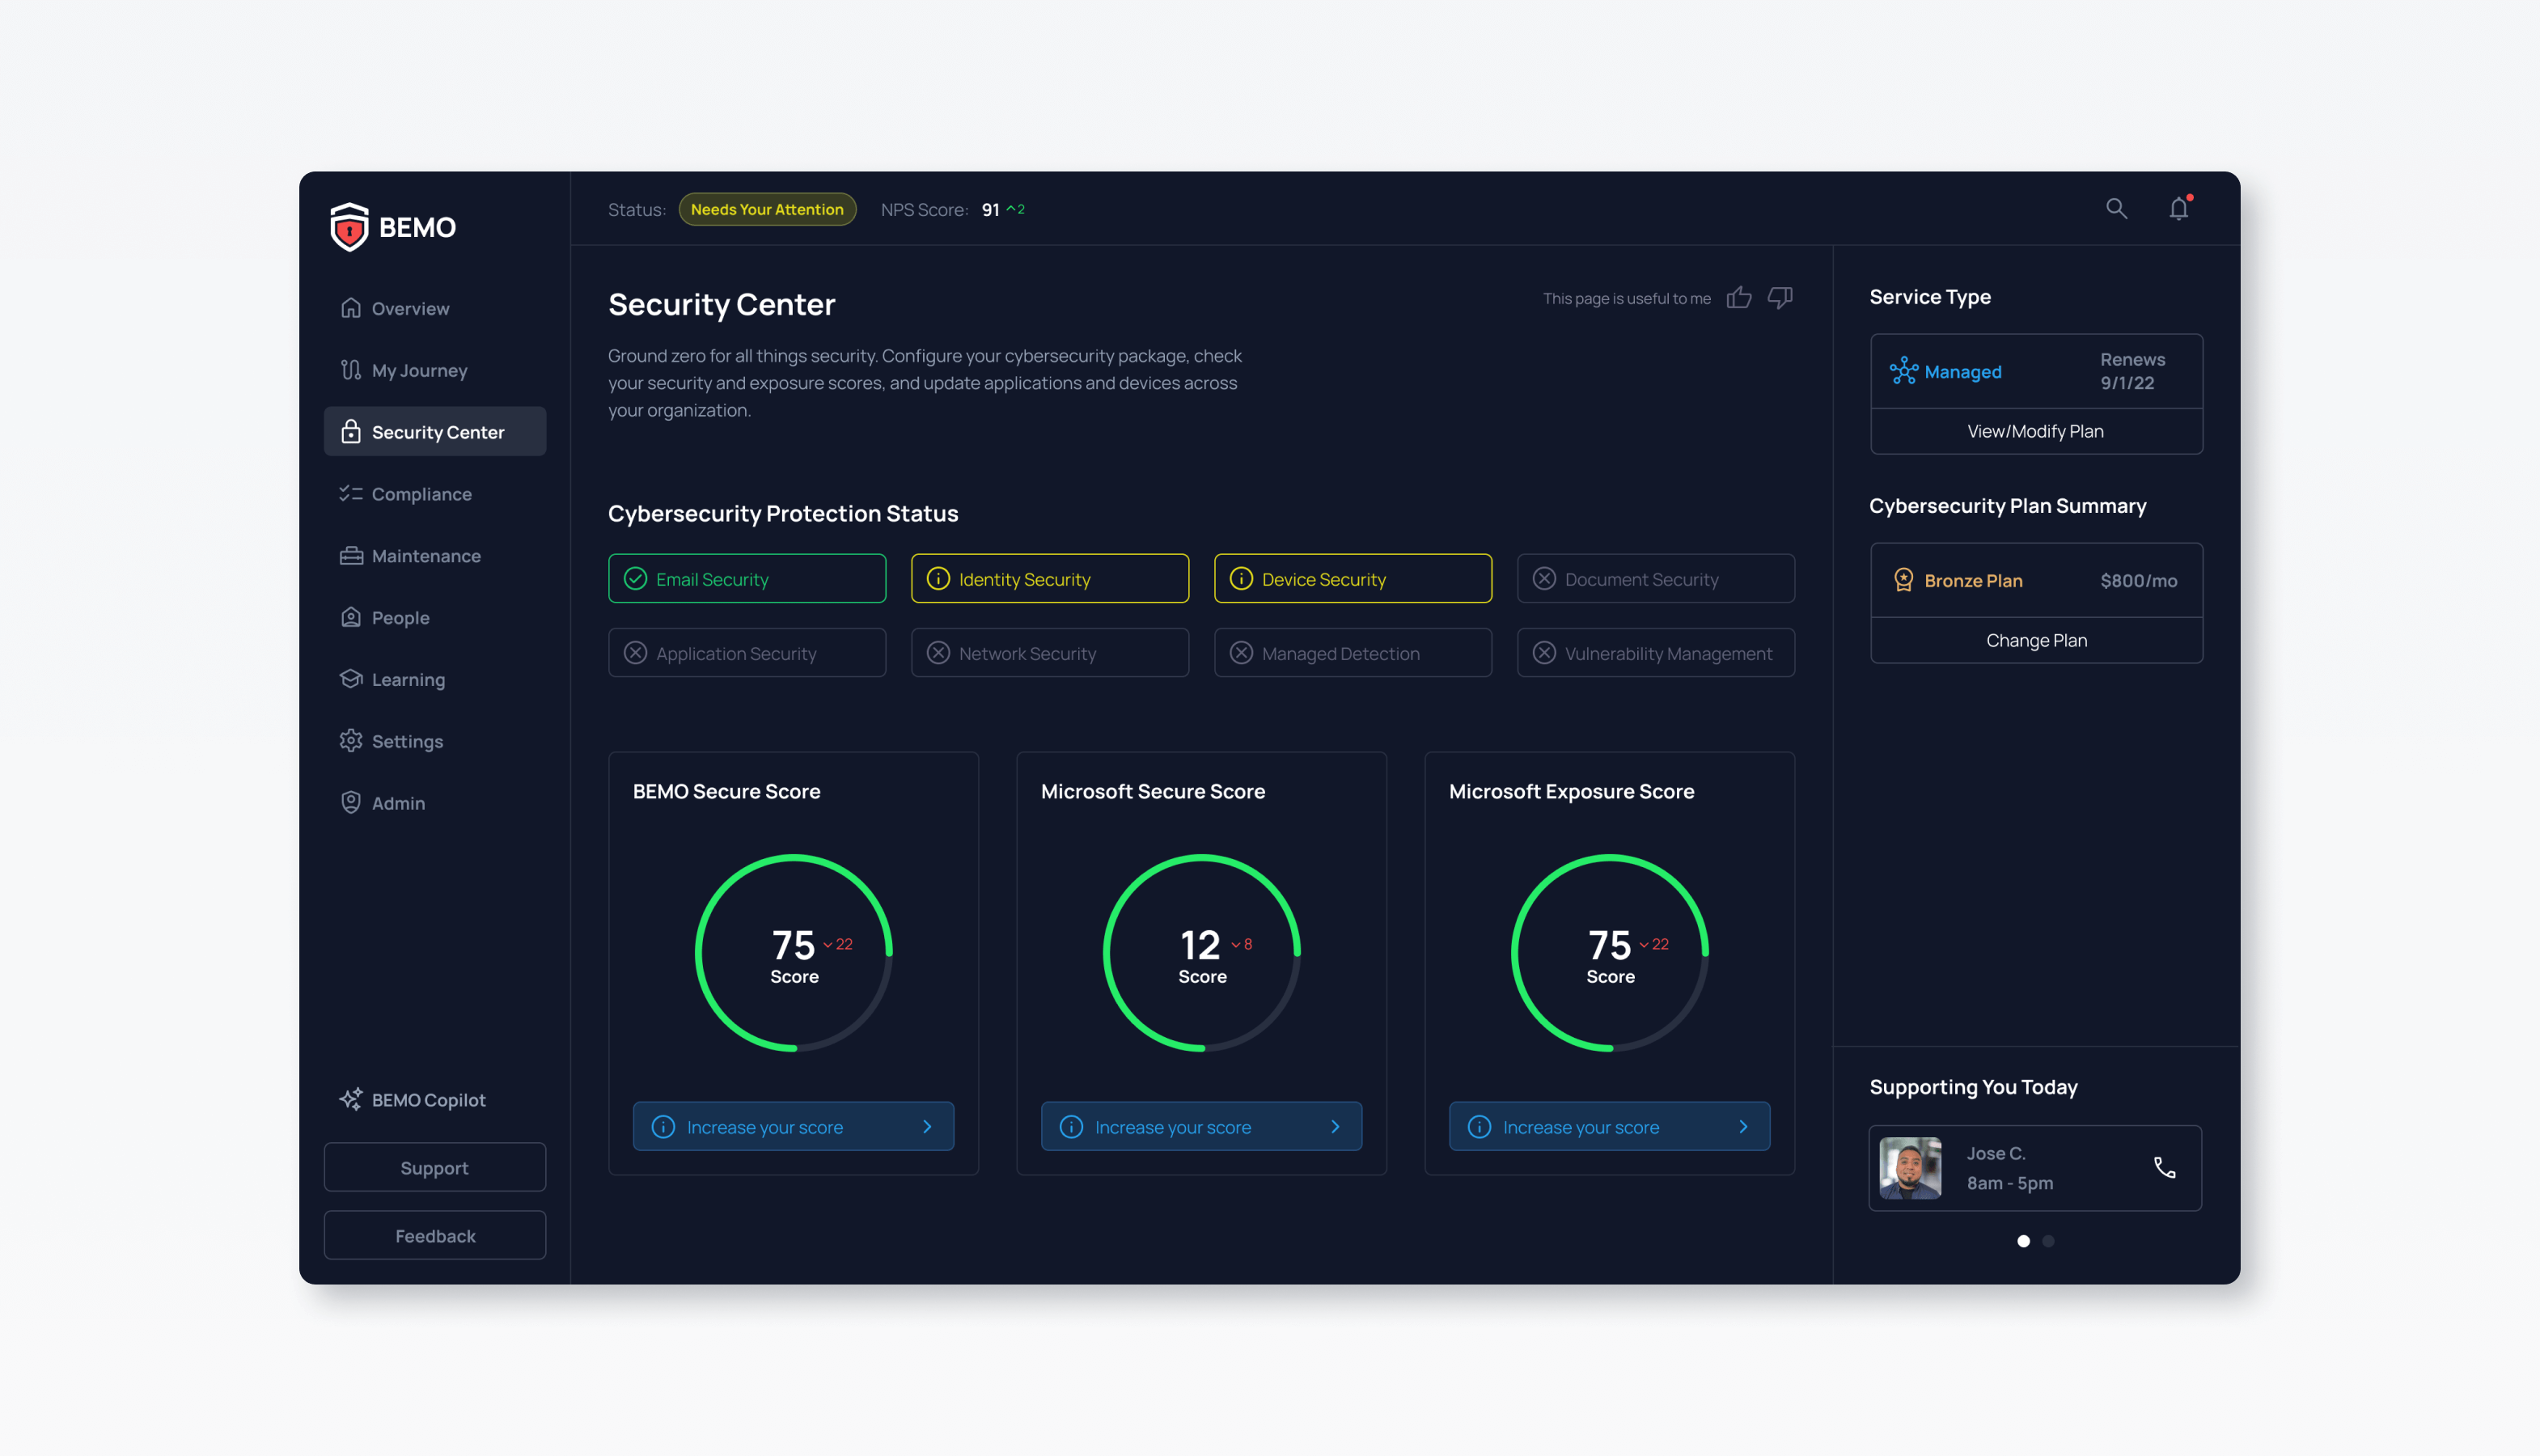 BEMO
Overview
My Journey
Security Center
Compliance
Maintenance
People
Learning
Settings
Admin
BEMO Copilot
Support
Feedback
Status: Needs Your Attention NPS Score: 91 2
Security Center
This page is useful to me
Ground zero for all things security. Configure your cybersecurity package, check
your security and exposure scores, and update applications and devices across
your organization.
Cybersecurity Protection Status
Email Security Identity Security Device Security Document Security
Application Security Network Security Managed Detection Vulnerability Management
BEMO Secure Score
75 22
Score
Increase your score
Microsoft Secure Score
12 8
Score
Increase your score
Microsoft Exposure Score
75 22
Score
Increase your score
Service Type
Managed
Renews
9/1/22
View/Modify Plan
Cybersecurity Plan Summary
Bronze Plan $800/mo
Change Plan
Supporting You Today
Jose C.
8am - 5pm